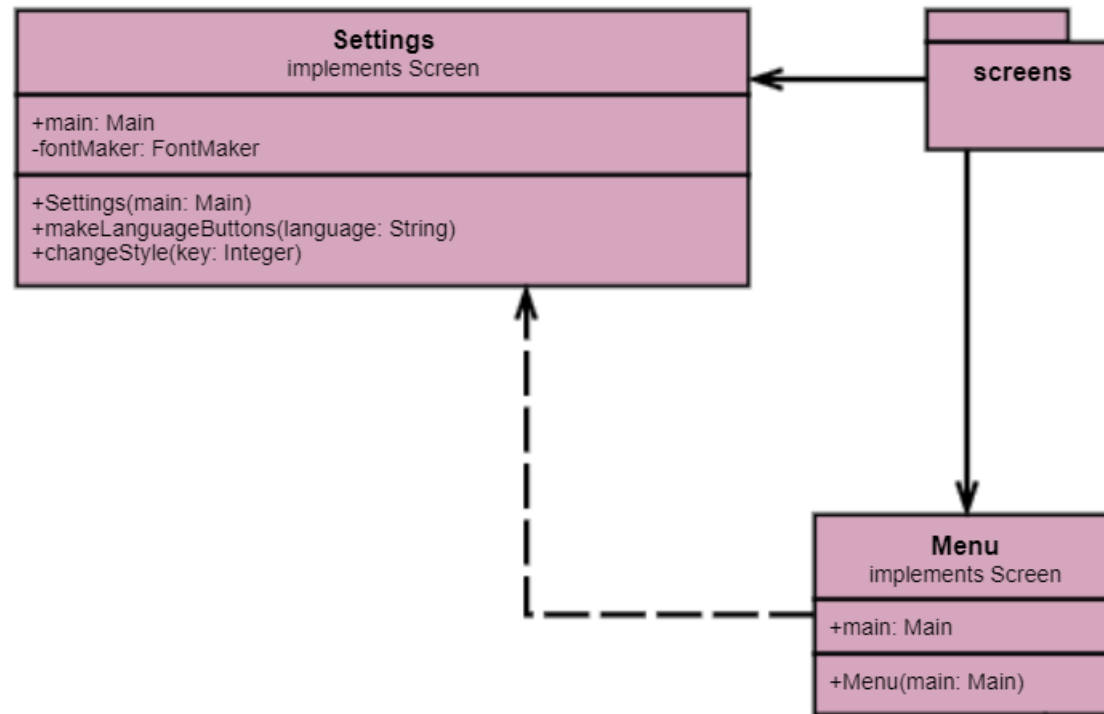 Settings
implements Screen
+main: Main
-fontMaker: FontMaker
+Settings(main: Main)
+makeLanguageButtons(language: String)
+changeStyle(key: Integer)
screens
Menu
implements Screen
+main: Main
+Menu(main: Main)